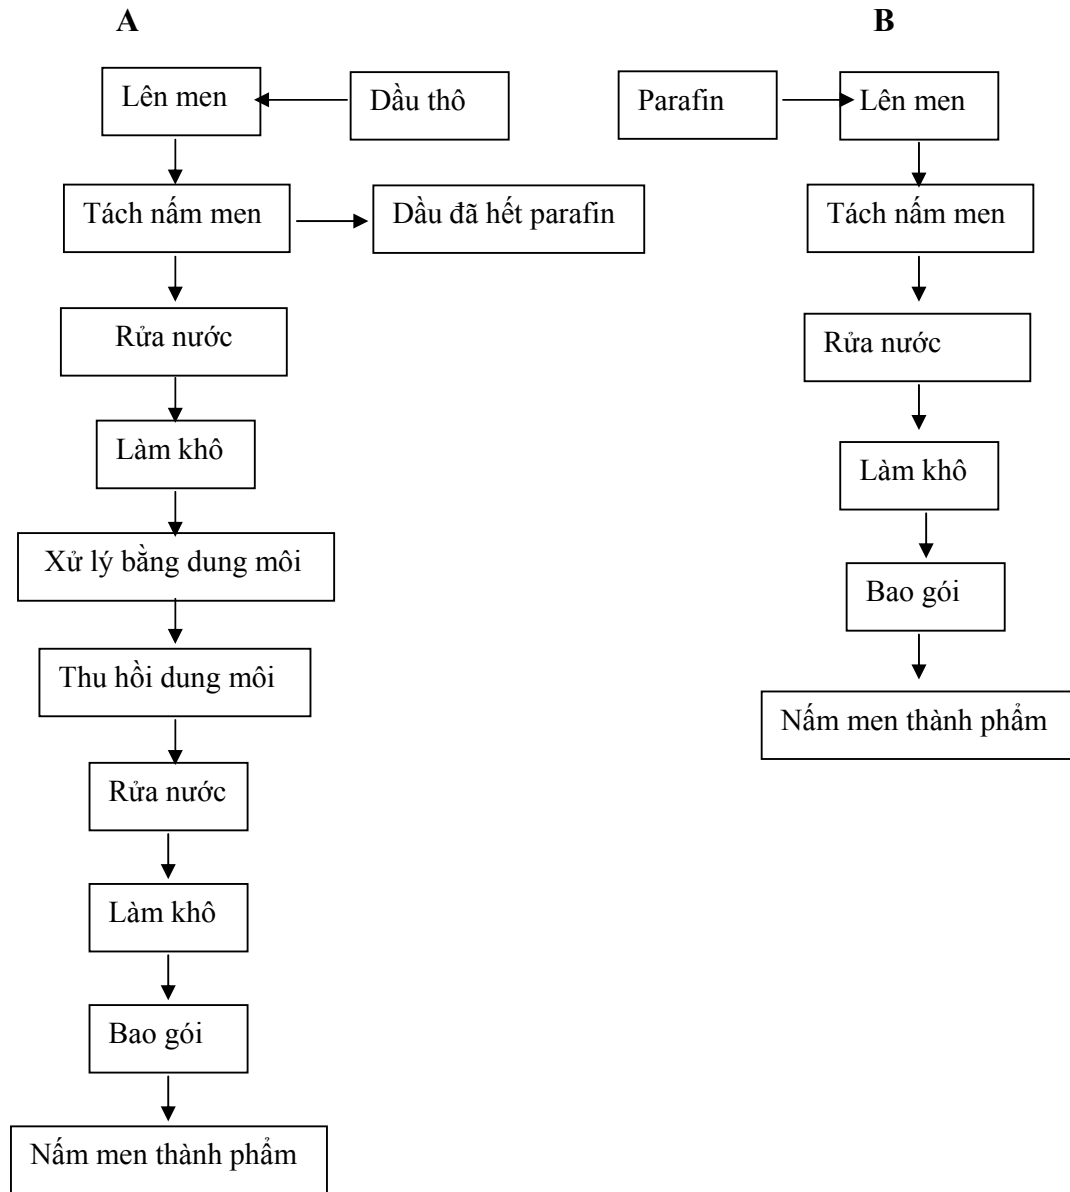 A
Lên men
Dầu thô
Tách nấm men
Dầu đã hết parafin
Rửa nước
Làm khô
Xử lý bằng dung môi
Thu hồi dung môi
Rửa nước
Làm khô
Bao gói
Nấm men thành phẩm
B
Parafin
Lên men
Tách nấm men
Rửa nước
Làm khô
Bao gói
Nấm men thành phẩm